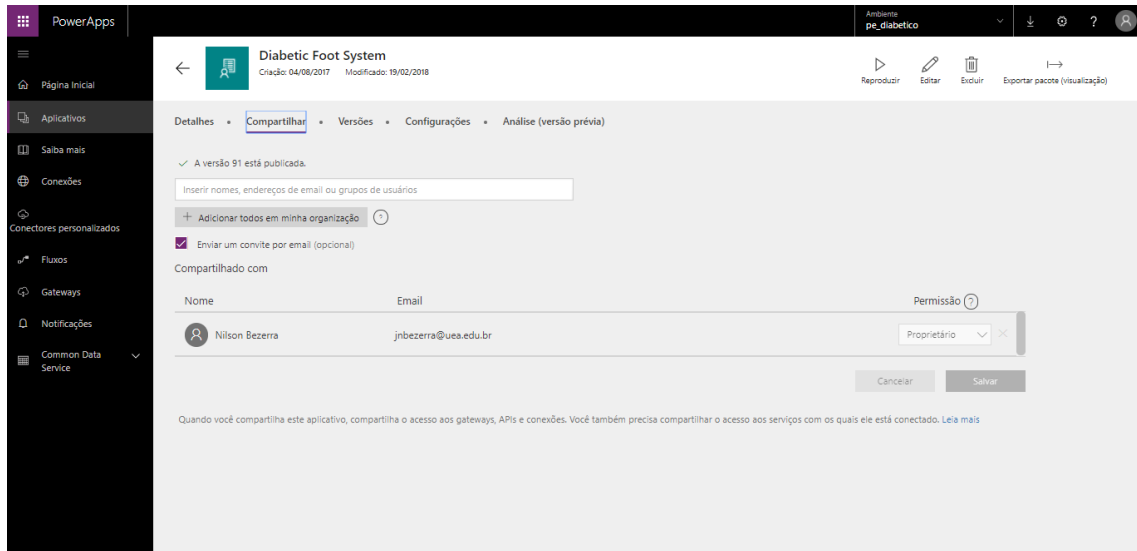 PowerApps
Ambiente
pe_diabetico
?
Página Inicial
Aplicativos
Saiba mais
Conexões
Conectores personalizados
Fluxos
Gateways
Notificações
Common Data
Service
Diabetic Foot System
Criação: 04/08/2017 Modificado: 19/02/2018
Reproduzir Editar Excluir Exportar pacote (visualização)
Detalhes Compartilhar Versões Configurações Análise (versão prévia)
A versão 91 está publicada.
Inserir nomes, endereços de email ou grupos de usuários
+ Adicionar todos em minha organização ?
Enviar um convite por email (opcional)
Compartilhado com
Nome Email Permissão ?
Nilson Bezerra jnbezerra@uea.edu.br Proprietário
Cancelar Salvar
Quando você compartilha este aplicativo, compartilha o acesso aos gateways, APIs e conexões. Você também precisa compartilhar o acesso aos serviços com os quais ele está conectado. Leia mais